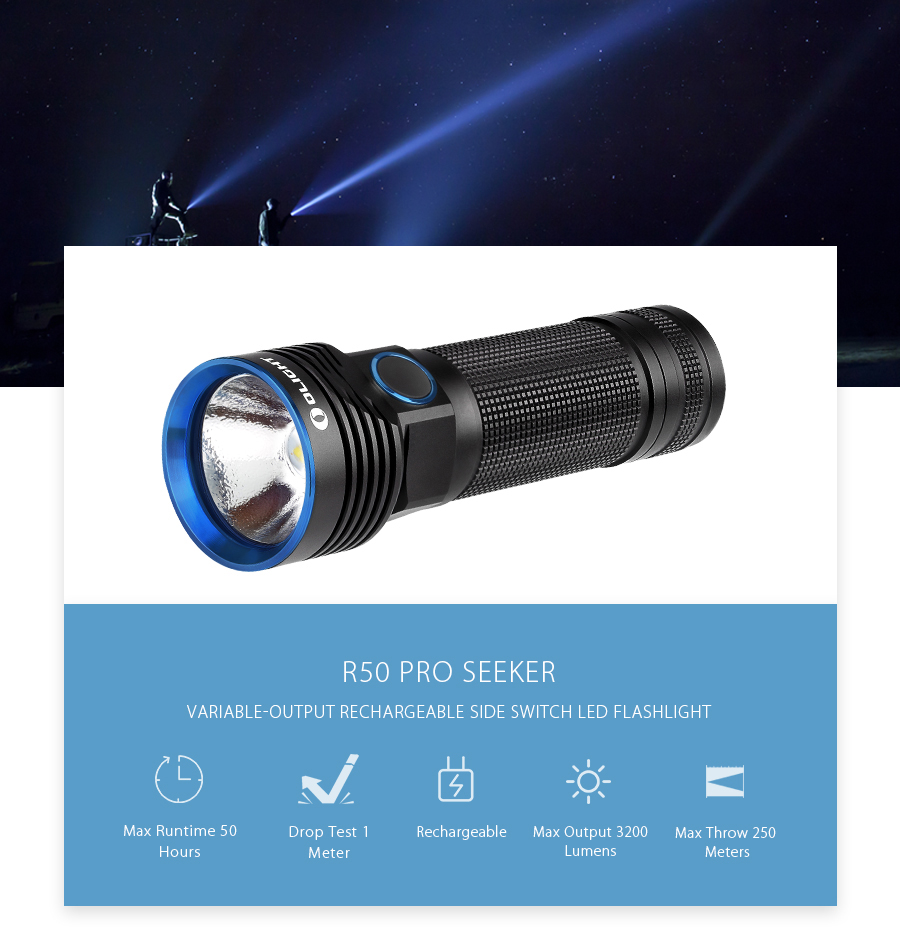 OLIGHT
R50 PRO SEEKER
VARIABLE-OUTPUT RECHARGEABLE SIDE SWITCH LED FLASHLIGHT
Max Runtime 50
Hours
Drop Test 1
Meter
Rechargeable
Max Output 3200
Lumens
Max Throw 250
Meters